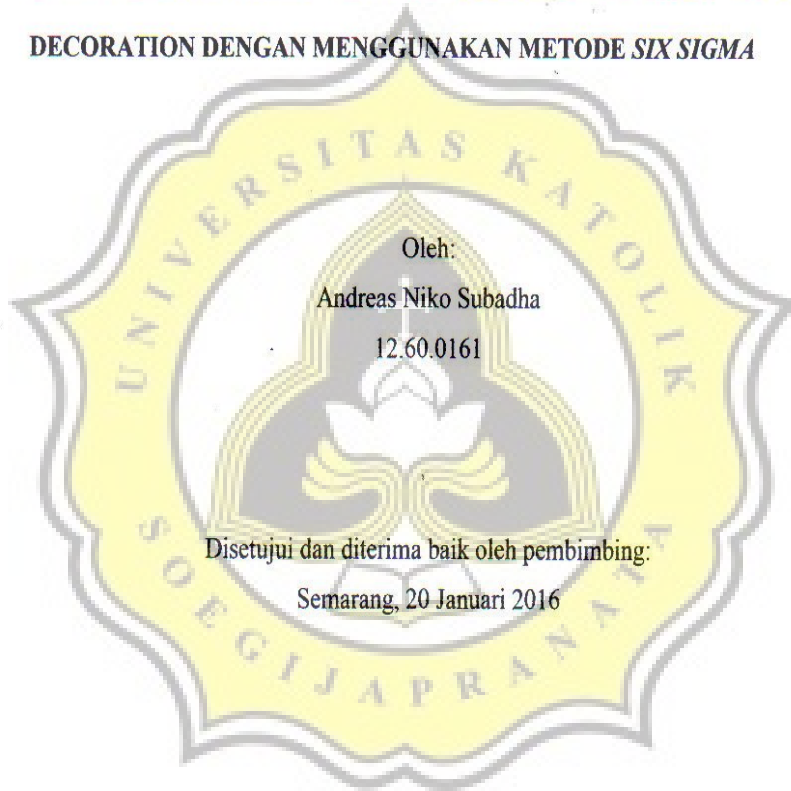 DECORATION DENGAN MENGGUNAKAN METODE SIX SIGMA
UNIVERSITAS KATOLIK
Oleh:
Andreas Niko Subadha
12.60.0161
Disetujui dan diterima baik oleh pembimbing:
Semarang, 20 Januari 2016
SOEGIJAPRANATA